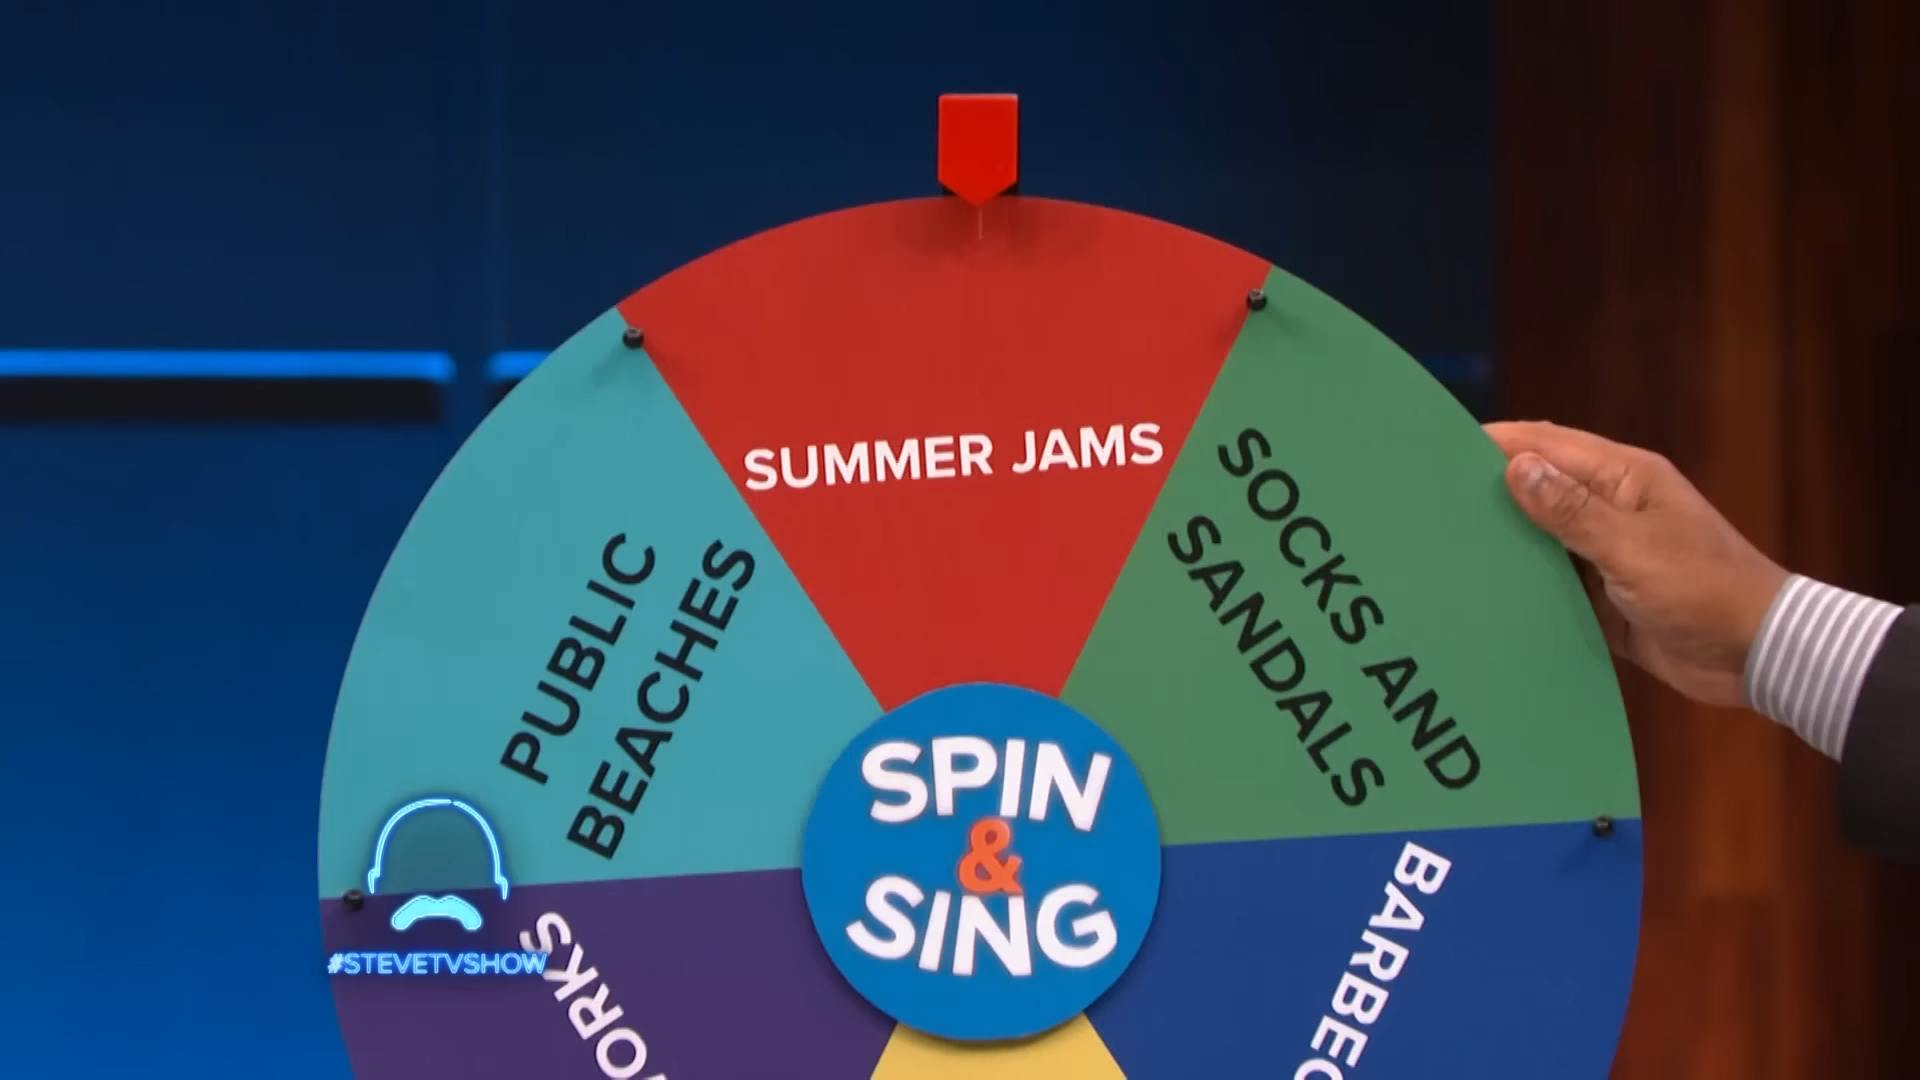 SUMMER JAMS
SOCKS AND
SANDALS
PUBLIC
BEACHES
SPIN
&
SING
#STEVETVSHOW